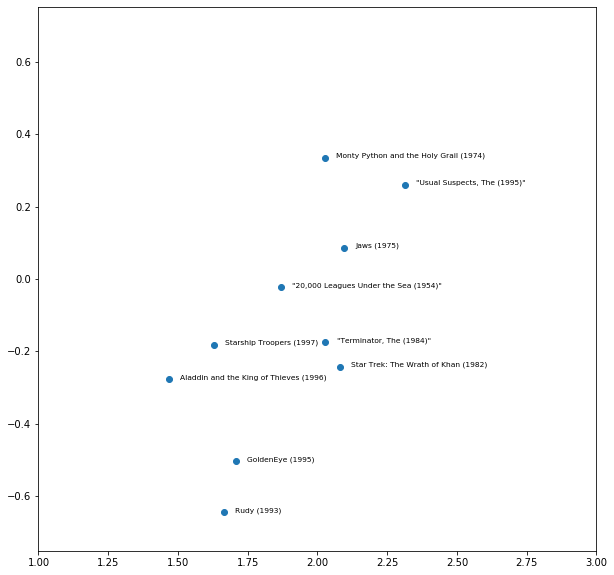 0.6
0.4
Monty Python and the Holy Grail (1974)
"Usual Suspects, The (1995)"
0.2
Jaws (1975)
0.0
"20,000 Leagues Under the Sea (1954)"
Starship Troopers (1997)
"Terminator, The (1984)"
−0.2
Star Trek: The Wrath of Khan (1982)
Aladdin and the King of Thieves (1996)
−0.4
GoldenEye (1995)
−0.6
Rudy (1993)
1.00 1.25 1.50 1.75 2.00 2.25 2.50 2.75 3.00